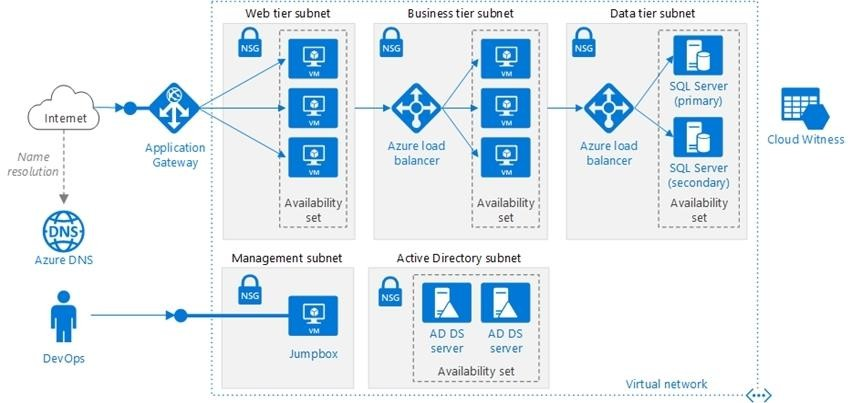 Web tier subnet
Business tier subnet
Data tier subnet
NSG
VM
VM
VM
Availability
set
NSG
Azure load
balancer
VM
VM
VM
Availability
set
NSG
Azure load
balancer
SQL Server
(primary)
SQL Server
(secondary)
Availability
set
Internet
Application
Gateway
Name
resolution
DNS
Azure DNS
Cloud Witness
Management subnet
NSG
VM
Jumpbox
DevOps
Active Directory subnet
NSG
AD DS
server
AD DS
server
Availability set
Virtual network